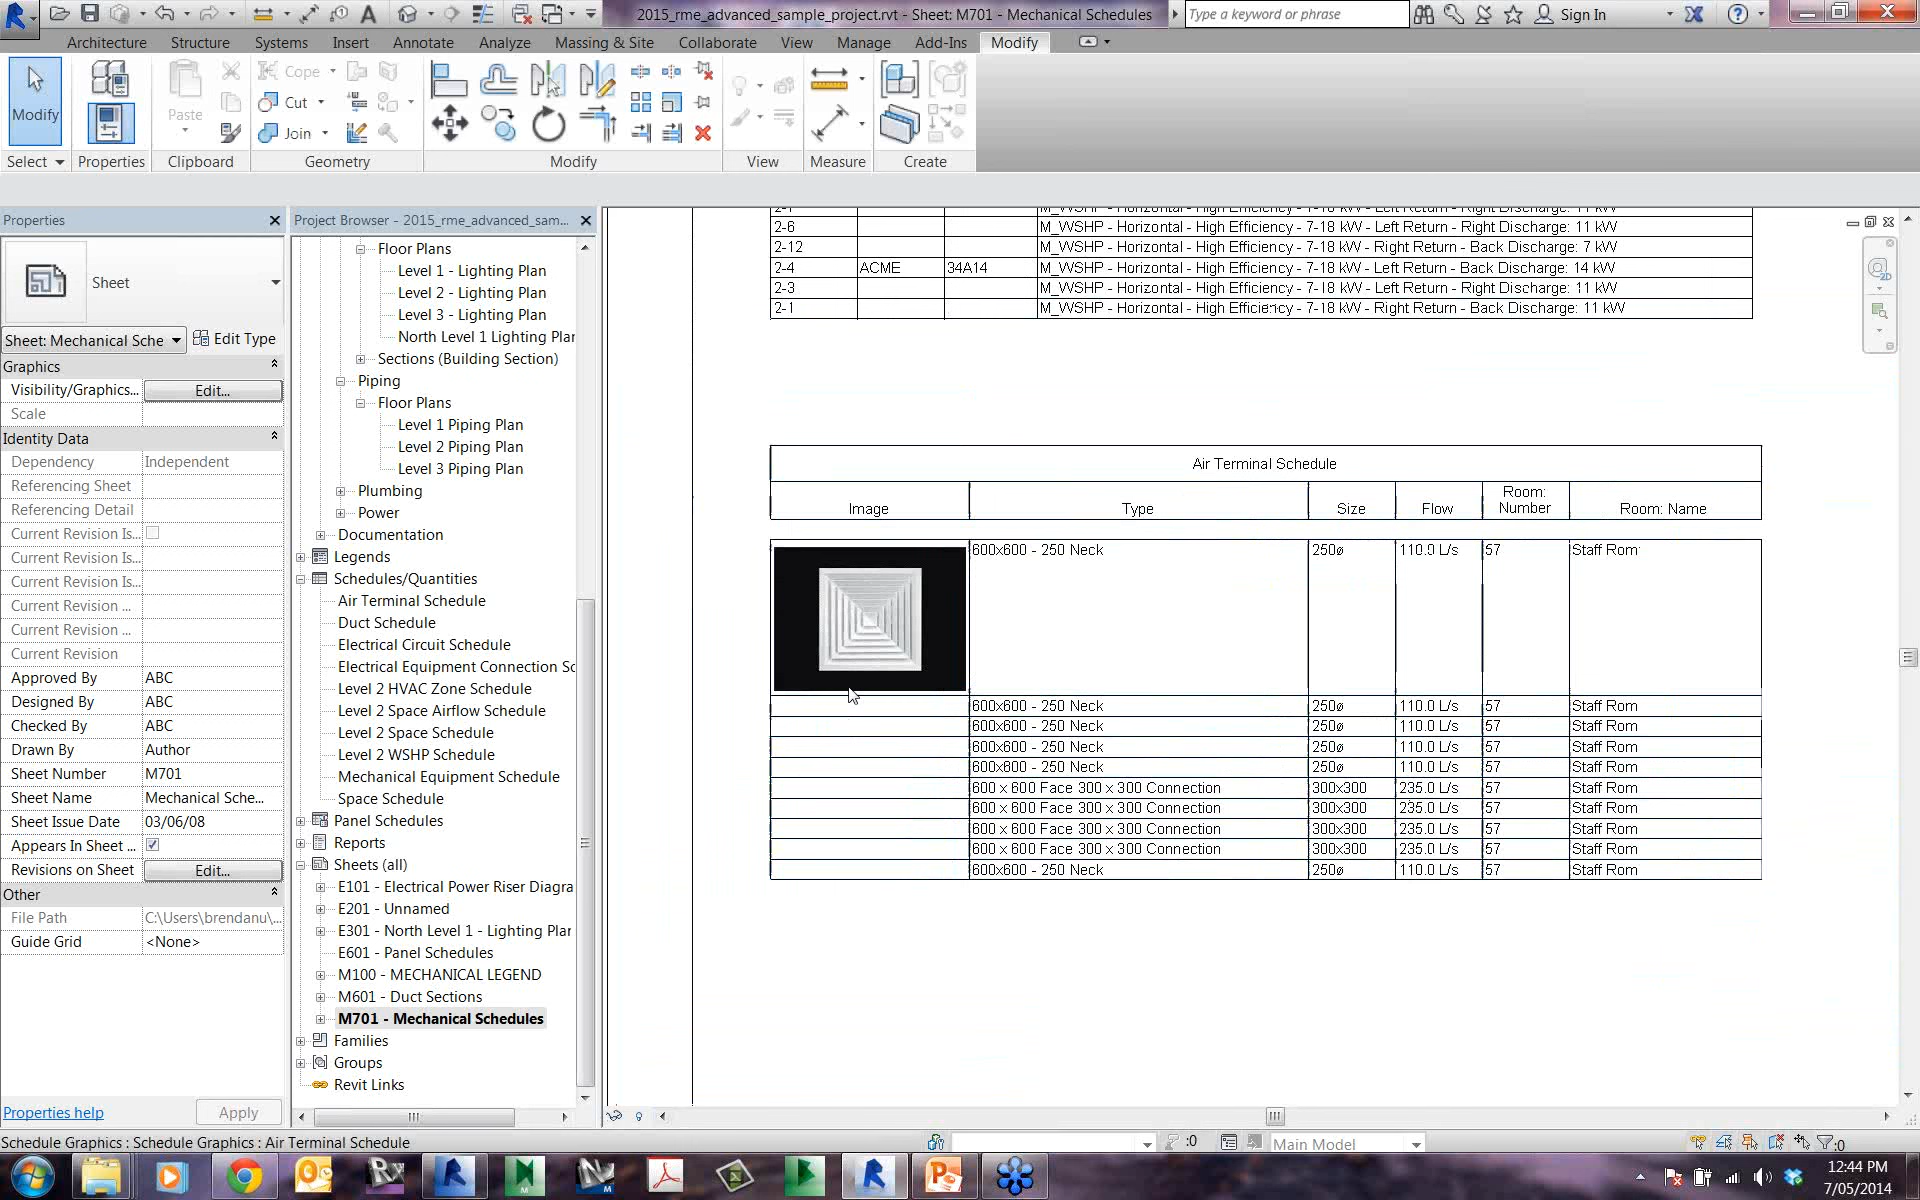 2015_rme_advanced_sample_project.rvt - Sheet: M701 - Mechanical Schedules
Type a keyword or phrase
Sign In
Architecture Structure Systems Insert Annotate Analyze Massing & Site Collaborate View Manage Add-Ins Modify
Modify
Paste
Cope
Cut
Join
Select Properties Clipboard Geometry Modify View Measure Create
Properties
Sheet
Sheet: Mechanical Sche
Edit Type
Graphics
Visibility/Graphics... Edit...
Scale
Identity Data
Dependency Independent
Referencing Sheet
Referencing Detail
Current Revision Is...
Current Revision Is...
Current Revision Is...
Current Revision ...
Current Revision ...
Current Revision
Approved By ABC
Designed By ABC
Checked By ABC
Drawn By Author
Sheet Number M701
Sheet Name Mechanical Sche...
Sheet Issue Date 03/06/08
Appears In Sheet ...
Revisions on Sheet Edit...
Other
File Path C:\Users\brendanu\...
Guide Grid <None>
Properties help
Apply
Project Browser - 2015_rme_advanced_sam...
Floor Plans
Level 1 - Lighting Plan
Level 2 - Lighting Plan
Level 3 - Lighting Plan
North Level 1 Lighting Plan
Sections (Building Section)
Piping
Floor Plans
Level 1 Piping Plan
Level 2 Piping Plan
Level 3 Piping Plan
Plumbing
Power
Documentation
Legends
Schedules/Quantities
Air Terminal Schedule
Duct Schedule
Electrical Circuit Schedule
Electrical Equipment Connection Sc
Level 2 HVAC Zone Schedule
Level 2 Space Airflow Schedule
Level 2 Space Schedule
Level 2 WSHP Schedule
Mechanical Equipment Schedule
Space Schedule
Panel Schedules
Reports
Sheets (all)
E101 - Electrical Power Riser Diagra
E201 - Unnamed
E301 - North Level 1 - Lighting Plar
E601 - Panel Schedules
M100 - MECHANICAL LEGEND
M601 - Duct Sections
M701 - Mechanical Schedules
Families
Groups
Revit Links
M_WSHP - Horizontal - High Efficiency - 7-18 kW - Left Return - Right Discharge: 11 kW
2-6 M_WSHP - Horizontal - High Efficiency - 7-18 kW - Left Return - Right Discharge: 11 kW
2-12 M_WSHP - Horizontal - High Efficiency - 7-18 kW - Right Return - Back Discharge: 7 kW
2-4 ACME 34A14 M_WSHP - Horizontal - High Efficiency - 7-18 kW - Left Return - Back Discharge: 14 kW
2-3 M_WSHP - Horizontal - High Efficiency - 7-18 kW - Left Return - Right Discharge: 11 kW
2-1 M_WSHP - Horizontal - High Efficiency - 7-18 kW - Right Return - Back Discharge: 11 kW
Air Terminal Schedule
Image Type Size Flow Room: Number Room: Name
600x600 - 250 Neck 250ø 110.0 L/s 57 Staff Rom
600x600 - 250 Neck 250ø 110.0 L/s 57 Staff Rom
600x600 - 250 Neck 250ø 110.0 L/s 57 Staff Rom
600x600 - 250 Neck 250ø 110.0 L/s 57 Staff Rom
600x600 - 250 Neck 250ø 110.0 L/s 57 Staff Rom
600 x 600 Face 300 x 300 Connection 300x300 235.0 L/s 57 Staff Rom
600 x 600 Face 300 x 300 Connection 300x300 235.0 L/s 57 Staff Rom
600 x 600 Face 300 x 300 Connection 300x300 235.0 L/s 57 Staff Rom
600 x 600 Face 300 x 300 Connection 300x300 235.0 L/s 57 Staff Rom
600x600 - 250 Neck 250ø 110.0 L/s 57 Staff Rom
Schedule Graphics : Schedule Graphics : Air Terminal Schedule
:0
Main Model
:0
12:44 PM
7/05/2014